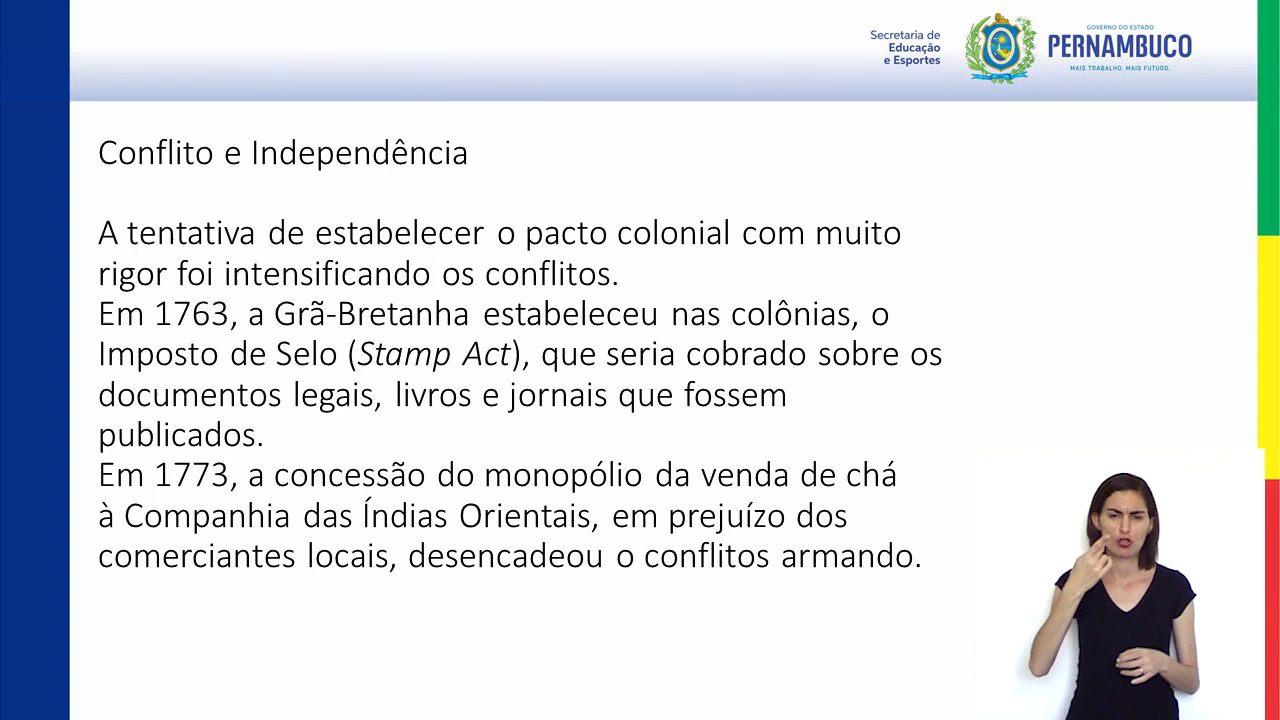 Secretaria de
Educação
e Esportes
GOVERNO DO ESTADO
PERNAMBUCO
MAIS TRABALHO, MAIS FUTURO.
Conflito e Independência
A tentativa de estabelecer o pacto colonial com muito
rigor foi intensificando os conflitos.
Em 1763, a Grã-Bretanha estabeleceu nas colônias, o
Imposto de Selo (Stamp Act), que seria cobrado sobre os
documentos legais, livros e jornais que fossem
publicados.
Em 1773, a concessão do monopólio da venda de chá
à Companhia das Índias Orientais, em prejuízo dos
comerciantes locais, desencadeou o conflitos armando.